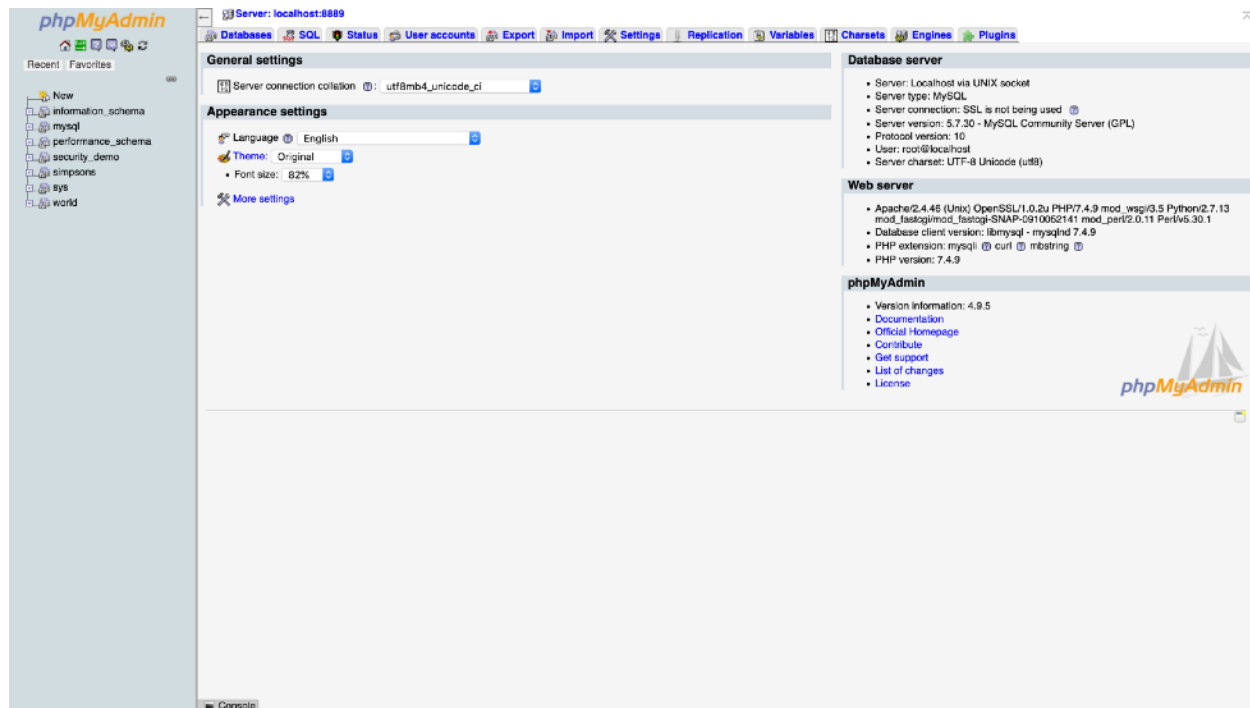 phpMyAdmin
Recent Favorites
New
information_schema
mysql
performance_schema
security_demo
simpsons
sys
world
Server: localhost:8889
Databases SQL Status User accounts Export Import Settings Replication Variables Charsets Engines Plugins
General settings
Server connection collation : utf8mb4_unicode_ci
Appearance settings
Language English
Theme: Original
• Font size: 82%
More settings
Database server
• Server: Localhost via UNIX socket
• Server type: MySQL
• Server connection: SSL is not being used
• Server version: 5.7.30 - MySQL Community Server (GPL)
• Protocol version: 10
• User: root@localhost
• Server charset: UTF-8 Unicode (utf8)
Web server
• Apache/2.4.46 (Unix) OpenSSL/1.0.2u PHP/7.4.9 mod_wsgi/3.5 Python/2.7.13
mod_fastcgi/mod_fastcgi-SNAP-0910052141 mod_perl/2.0.11 Perl/v5.30.1
• Database client version: libmysql - mysqlnd 7.4.9
• PHP extension: mysqli curl mbstring
• PHP version: 7.4.9
phpMyAdmin
• Version information: 4.9.5
• Documentation
• Official Homepage
• Contribute
• Get support
• List of changes
• License
phpMyAdmin
Console